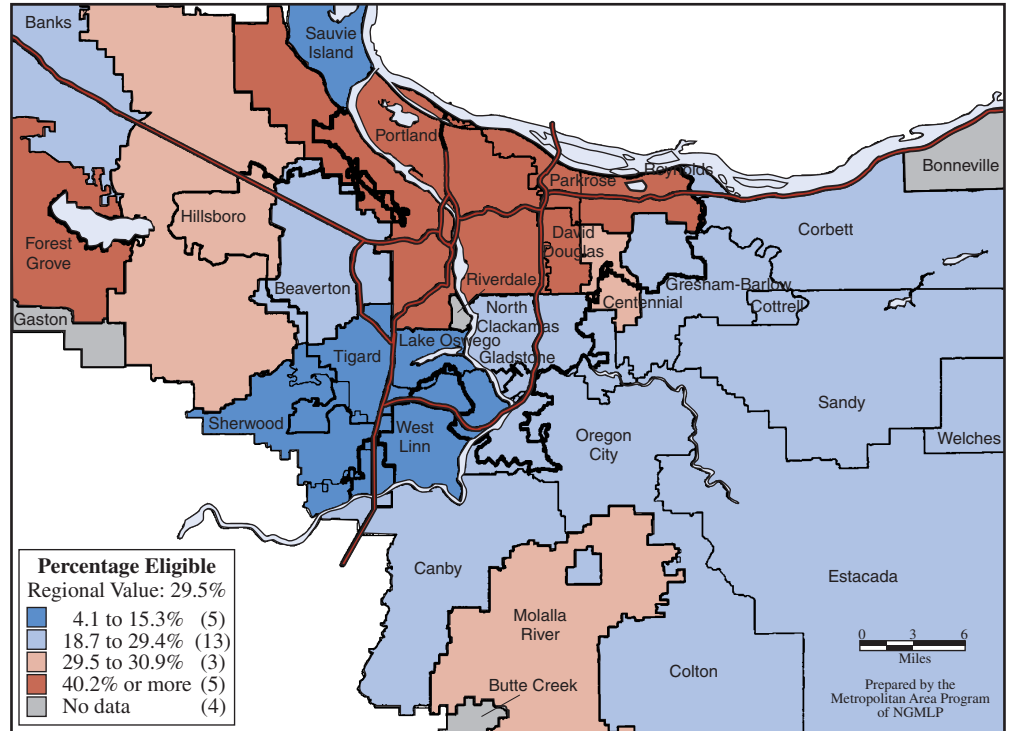 Banks
Sauvie
Island
Portland
Parkrose
Reynolds
Bonneville
Hillsboro
Corbett
Forest
Grove
David
Douglas
Riverdale
Beaverton
Gresham-Barlow
Centennial
Cottrell
Gaston
North
Clackamas
Lake Oswego
Tigard
Gladstone
Sandy
Sherwood
West
Linn
Oregon
City
Welches
Canby
Estacada
Molalla
River
Colton
Butte Creek
Percentage Eligible
Regional Value: 29.5%
4.1 to 15.3% (5)
18.7 to 29.4% (13)
29.5 to 30.9% (3)
40.2% or more (5)
No data (4)
0 3 6
Miles
Prepared by the
Metropolitan Area Program
of NGMLP